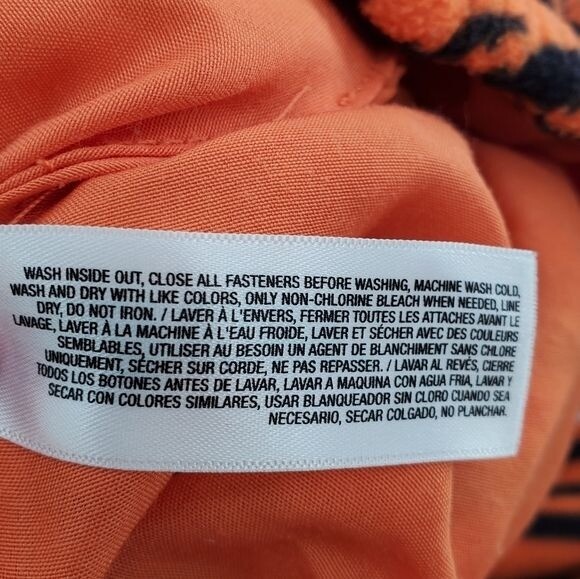 WASH INSIDE OUT, CLOSE ALL FASTENERS BEFORE WASHING, MACHINE WASH COLD,
WASH AND DRY WITH LIKE COLORS, ONLY NON-CHLORINE BLEACH WHEN NEEDED, LINE
DRY, DO NOT IRON. / LAVER À L'ENVERS, FERMER TOUTES LES ATTACHES AVANT LE
LAVAGE, LAVER À LA MACHINE À L'EAU FROIDE, LAVER ET SÉCHER AVEC DES COULEURS
SEMBLABLES, UTILISER AU BESOIN UN AGENT DE BLANCHIMENT SANS CHLORE
UNIQUEMENT, SÉCHER SUR CORDE, NE PAS REPASSER. / LAVAR AL REVÉS, CIERRE
TODOS LOS BOTONES ANTES DE LAVAR, LAVAR A MAQUINA CON AGUA FRIA, LAVAR Y
SECAR CON COLORES SIMILARES, USAR BLANQUEADOR SIN CLORO CUANDO SEA
NECESARIO, SECAR COLGADO, NO PLANCHAR.